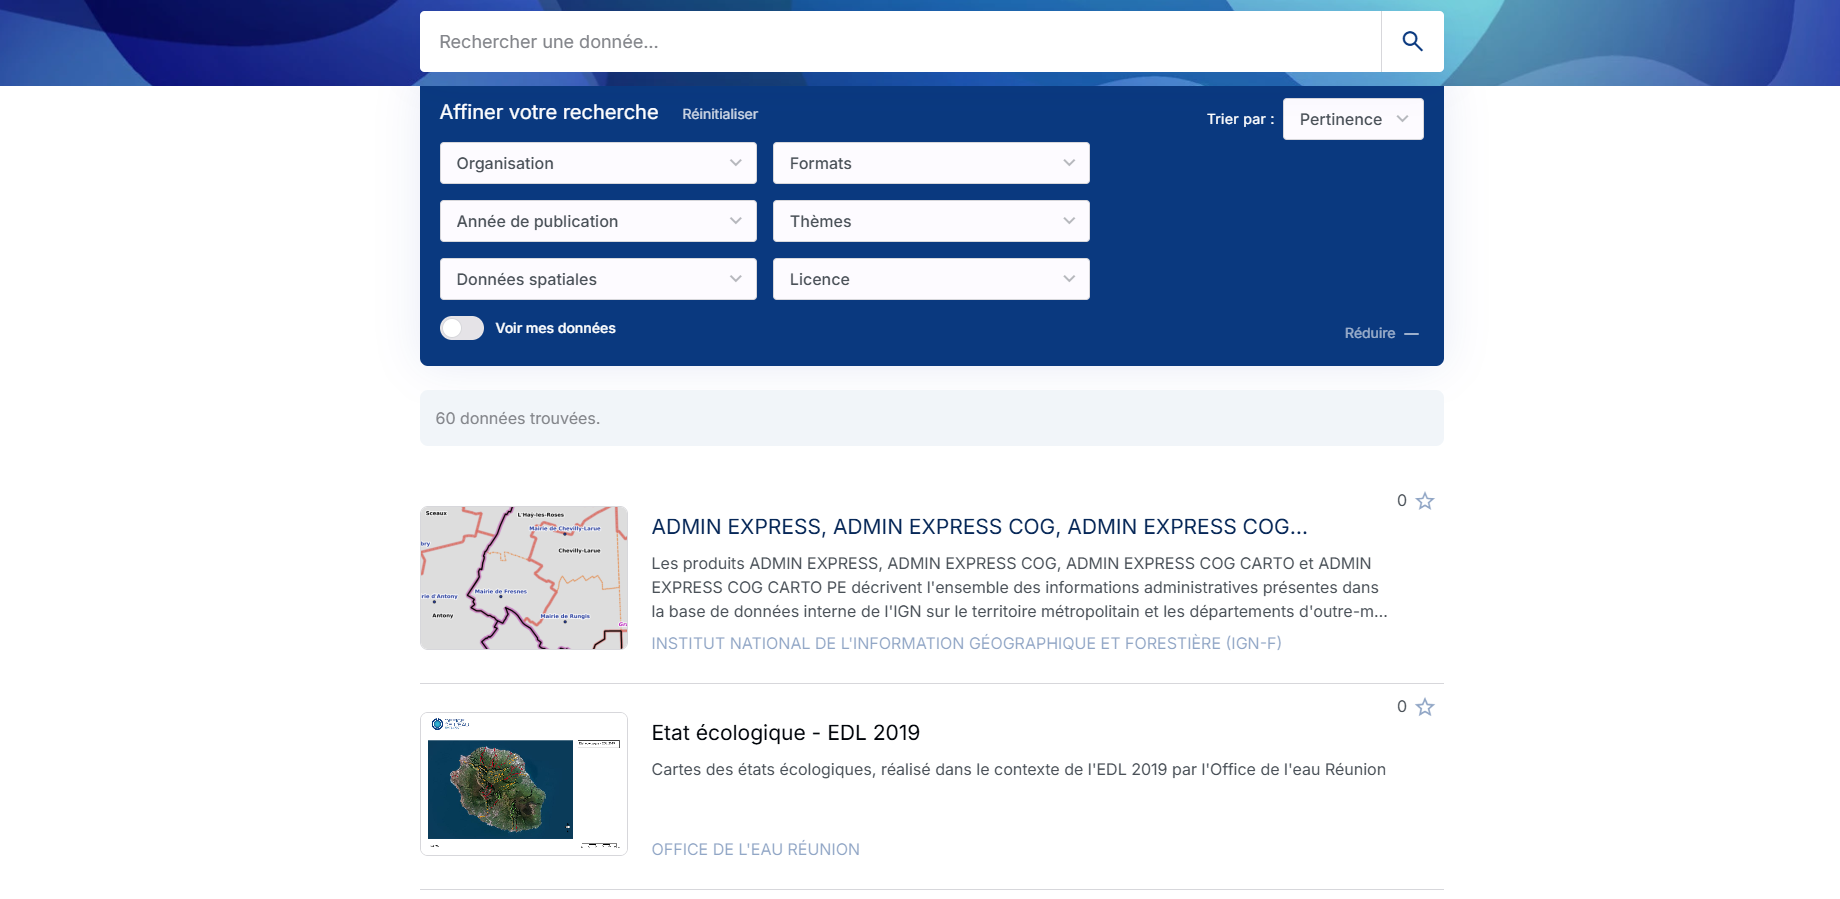 Rechercher une donnée...
Affiner votre recherche
Réinitialiser
Trier par :
Pertinence
Organisation
Formats
Année de publication
Thèmes
Données spatiales
Licence
Voir mes données
Réduire
60 données trouvées.
0
Sceaux
L'Hay-les-Roses
Mairie de Chevilly-Larue
Chevilly-Larue
Mairie de Fresnes
Antony
Mairie de Rungis
ADMIN EXPRESS, ADMIN EXPRESS COG, ADMIN EXPRESS COG...
Les produits ADMIN EXPRESS, ADMIN EXPRESS COG, ADMIN EXPRESS COG CARTO et ADMIN
EXPRESS COG CARTO PE décrivent l'ensemble des informations administratives présentes dans
la base de données interne de l'IGN sur le territoire métropolitain et les départements d'outre-m...
INSTITUT NATIONAL DE L'INFORMATION GÉOGRAPHIQUE ET FORESTIÈRE (IGN-F)
0
Etat écologique - EDL 2019
Cartes des états écologiques, réalisé dans le contexte de l'EDL 2019 par l'Office de l'eau Réunion
OFFICE DE L'EAU RÉUNION